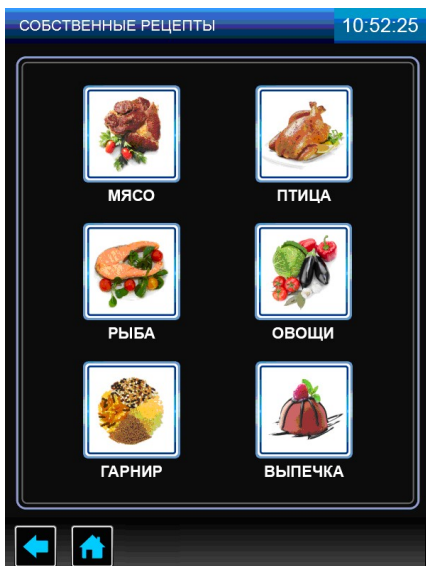 СОБСТВЕННЫЕ РЕЦЕПТЫ 10:52:25
МЯСО ПТИЦА
РЫБА ОВОЩИ
ГАРНИР ВЫПЕЧКА